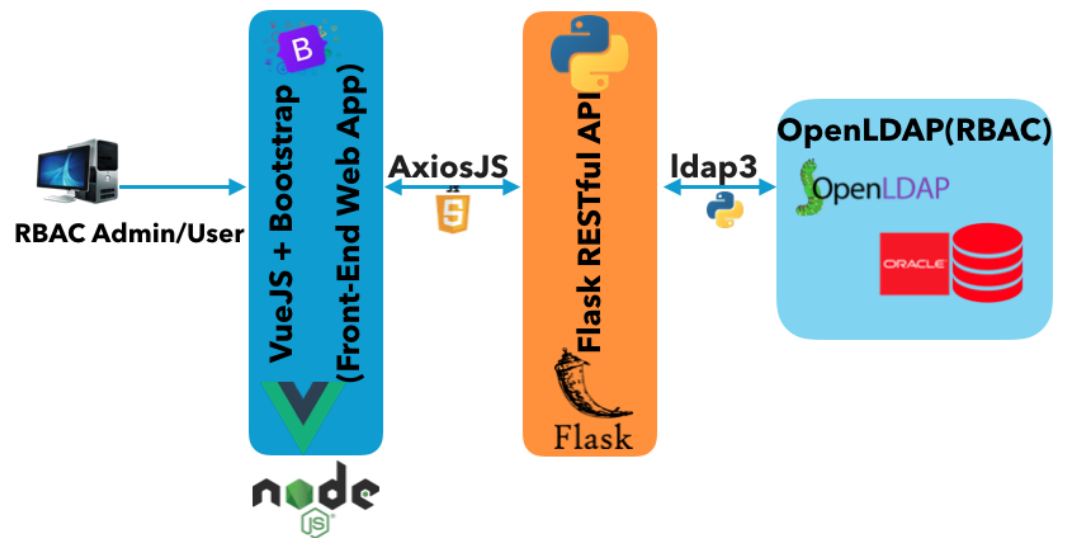 RBAC Admin/User
B
VueJS + Bootstrap
(Front-End Web App)
node
JS
AxiosJS
5
Flask RESTful API
Flask
ldap3
OpenLDAP(RBAC)
OpenLDAP
ORACLE